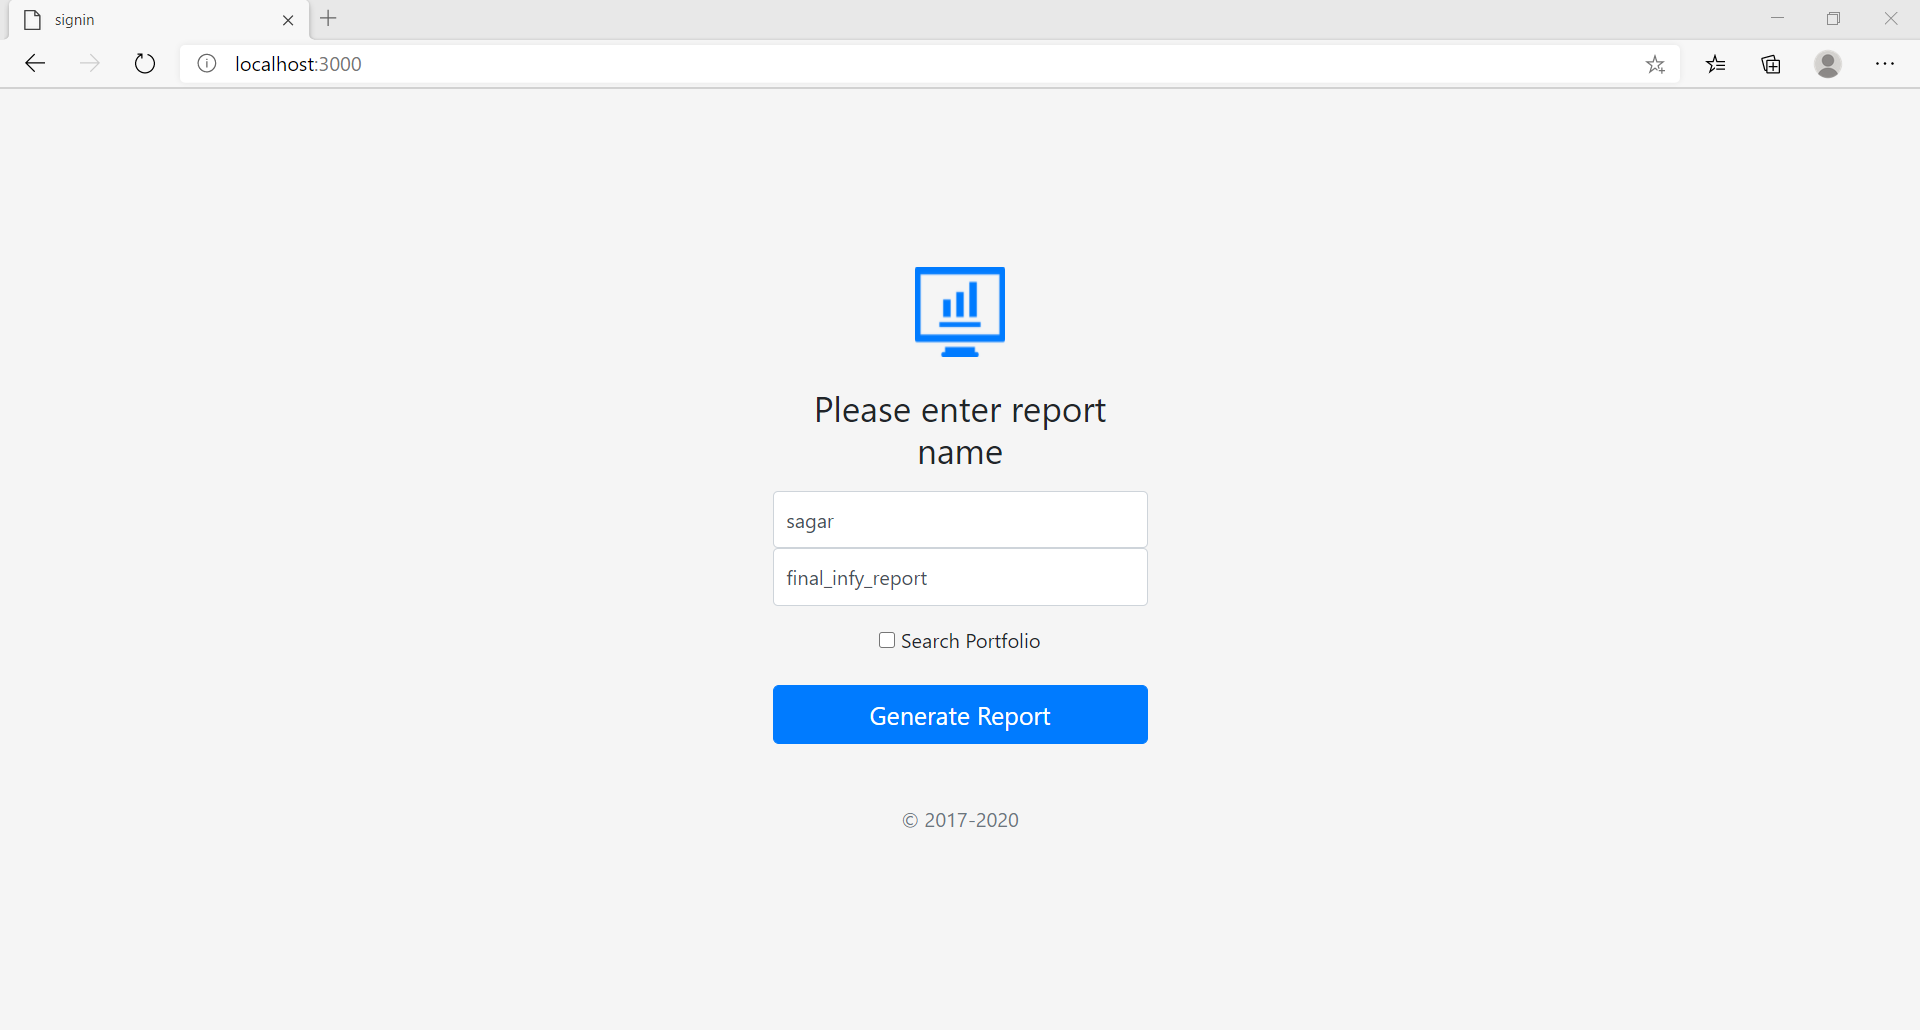 signin
localhost:3000
Please enter report
name
sagar
final_infy_report
Search Portfolio
Generate Report
© 2017-2020